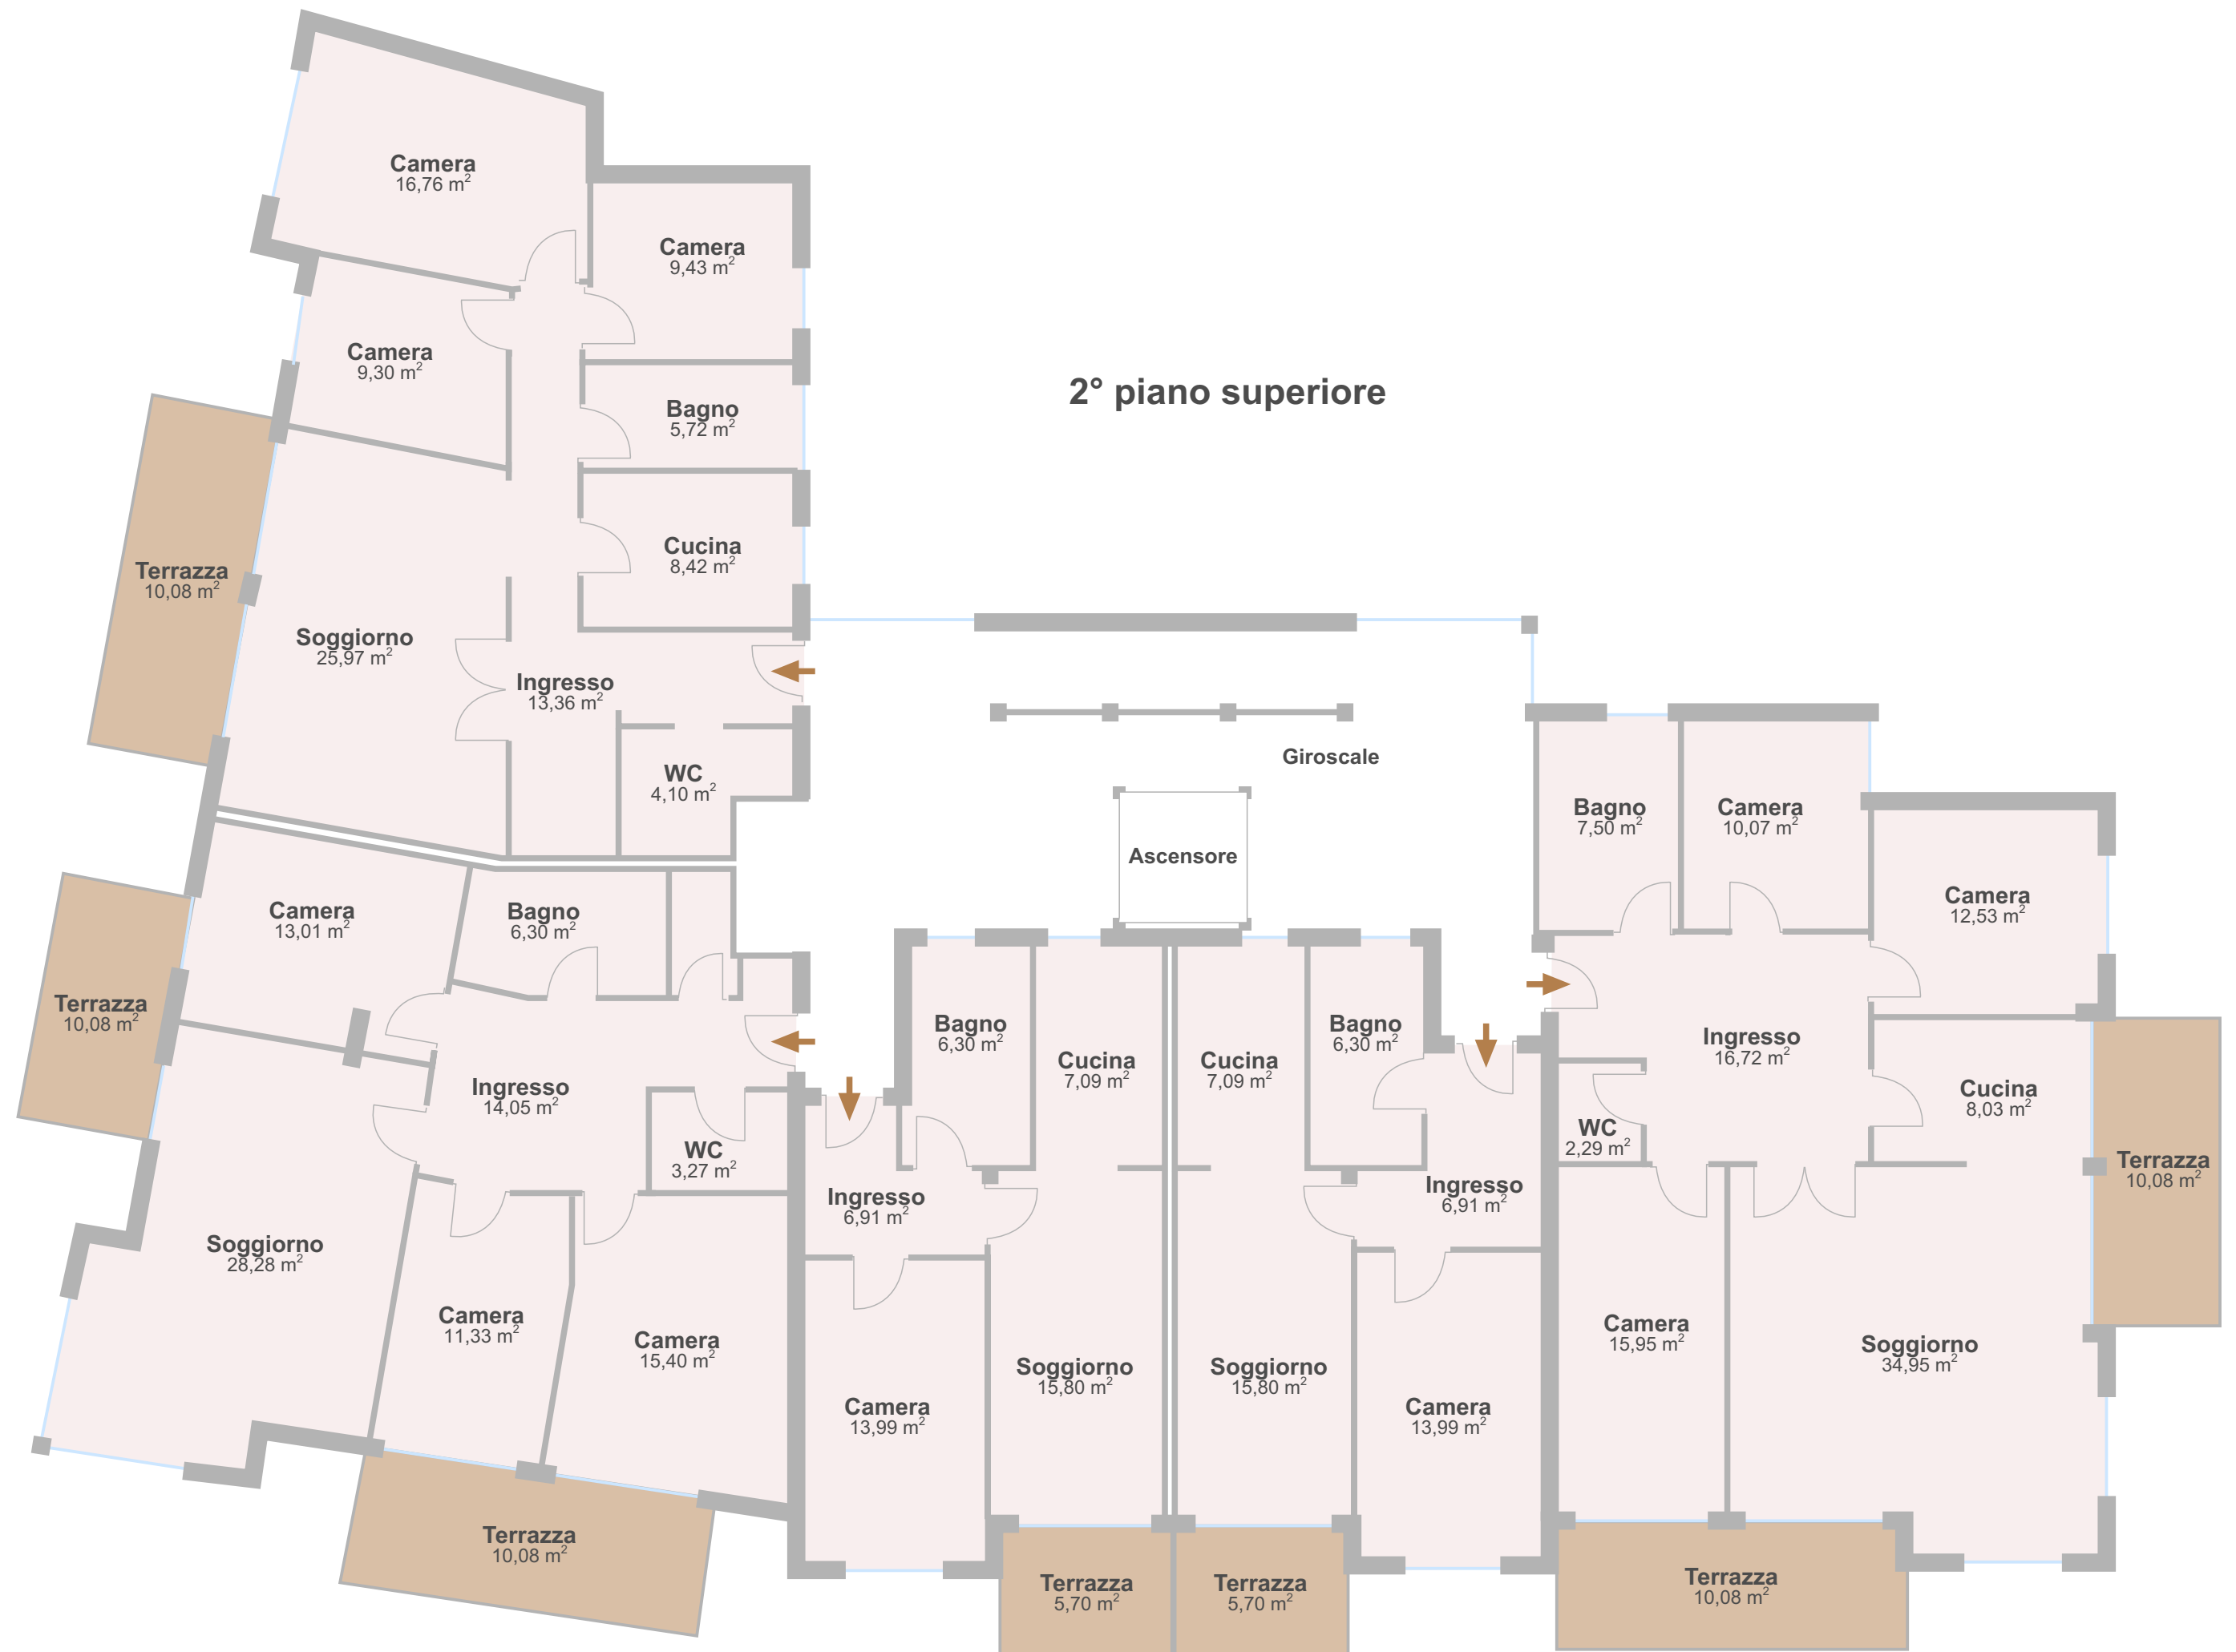 Camera
16,76 m²
Camera
9,43 m²
Camera
9,30 m²
Bagno
5,72 m²
2° piano superiore
Cucina
8,42 m²
Terrazza
10,08 m²
Soggiorno
25,97 m²
Ingresso
13,36 m²
WC
4,10 m²
Giroscale
Ascensore
Bagno
7,50 m²
Camera
10,07 m²
Camera
12,53 m²
Camera
13,01 m²
Bagno
6,30 m²
Terrazza
10,08 m²
Ingresso
14,05 m²
WC
3,27 m²
Bagno
6,30 m²
Cucina
7,09 m²
Cucina
7,09 m²
Bagno
6,30 m²
Ingresso
16,72 m²
Cucina
8,03 m²
WC
2,29 m²
Terrazza
10,08 m²
Ingresso
6,91 m²
Ingresso
6,91 m²
Soggiorno
28,28 m²
Camera
11,33 m²
Camera
15,40 m²
Camera
13,99 m²
Soggiorno
15,80 m²
Soggiorno
15,80 m²
Camera
13,99 m²
Camera
15,95 m²
Soggiorno
34,95 m²
Terrazza
10,08 m²
Terrazza
5,70 m²
Terrazza
5,70 m²
Terrazza
10,08 m²